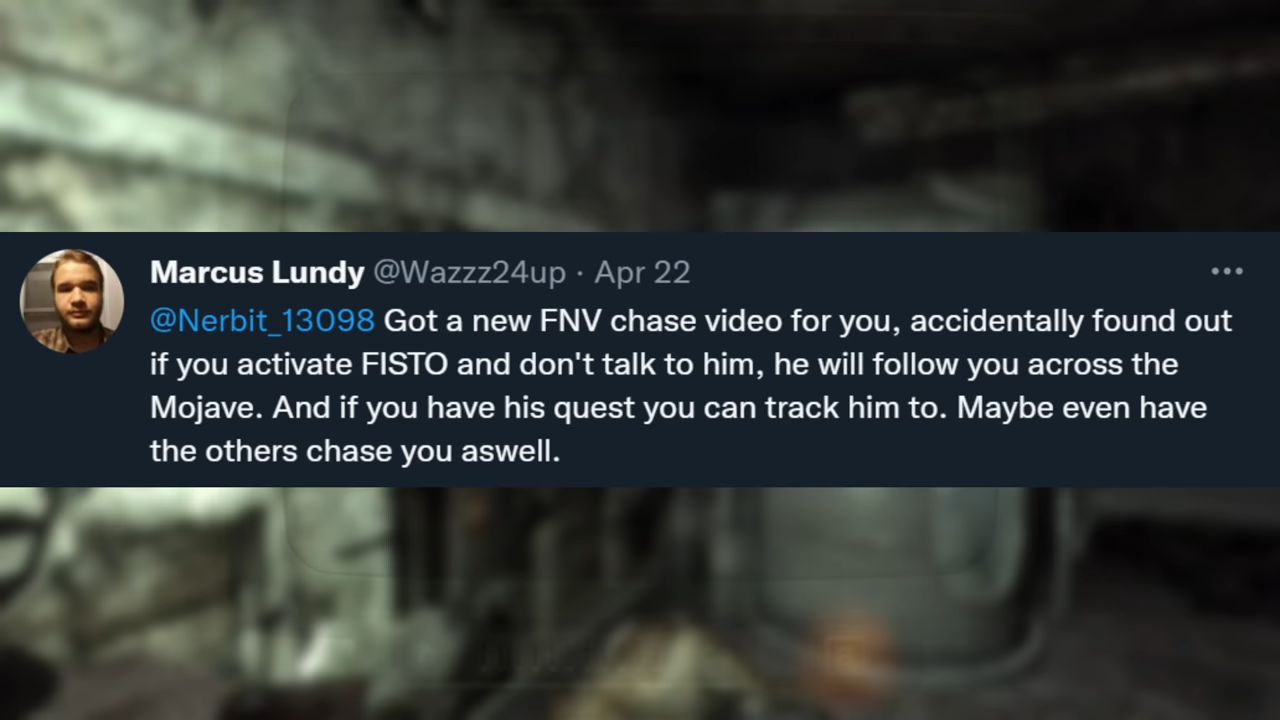 Marcus Lundy @Wazzz24up · Apr 22
@Nerbit_13098 Got a new FNV chase video for you, accidentally found out
if you activate FISTO and don't talk to him, he will follow you across the
Mojave. And if you have his quest you can track him to. Maybe even have
the others chase you aswell.